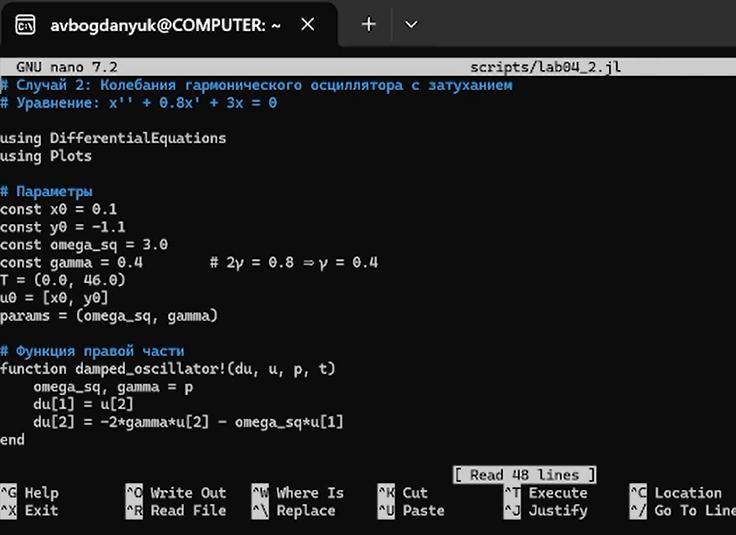 avbogdanyuk@COMPUTER: ~
GNU nano 7.2 scripts/lab04_2.jl
# Случай 2: Колебания гармонического осциллятора с затуханием
# Уравнение: x'' + 0.8x' + 3x = 0
using DifferentialEquations
using Plots
# Параметры
const x0 = 0.1
const y0 = -1.1
const omega_sq = 3.0
const gamma = 0.4 # 2γ = 0.8 ⇒ γ = 0.4
T = (0.0, 46.0)
u0 = [x0, y0]
params = (omega_sq, gamma)
# Функция правой части
function damped_oscillator!(du, u, p, t)
omega_sq, gamma = p
du[1] = u[2]
du[2] = -2*gamma*u[2] - omega_sq*u[1]
end
[ Read 48 lines ]
^G Help ^O Write Out ^W Where Is ^K Cut ^T Execute ^C Location
^X Exit ^R Read File ^\ Replace ^U Paste ^J Justify ^/ Go To Line